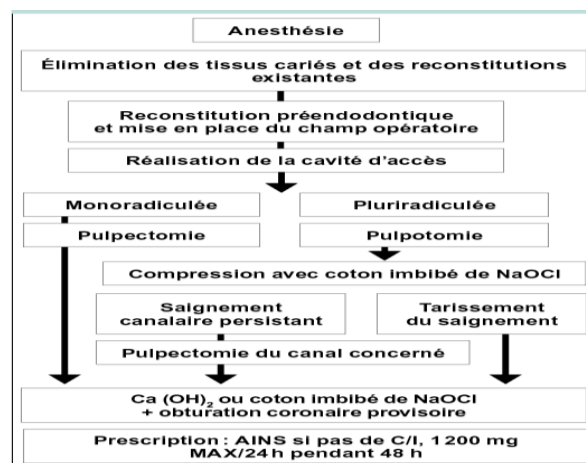 Anesthésie
Élimination des tissus cariés et des reconstitutions
existantes
Reconstitution préendodontique
et mise en place du champ opératoire
Réalisation de la cavité d'accès
Monoradiculée
Pluriradiculée
Pulpectomie
Pulpotomie
Compression avec coton imbibé de NaOCl
Saignement
canalaire persistant
Tarissement
du saignement
Pulpectomie du canal concerné
Ca (OH)₂ ou coton imbibé de NaOCl
+ obturation coronaire provisoire
Prescription : AINS si pas de C/I, 1200 mg
MAX/24 h pendant 48 h